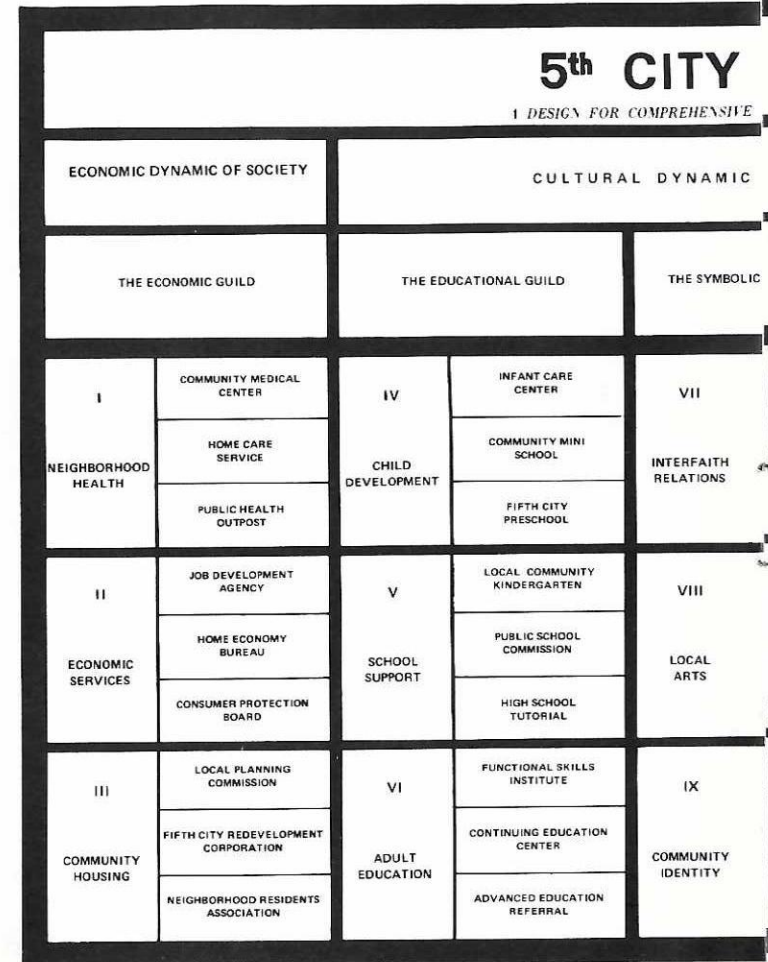 5th CITY
A DESIGN FOR COMPREHENSIVE
ECONOMIC DYNAMIC OF SOCIETY
CULTURAL DYNAMIC
THE ECONOMIC GUILD
THE EDUCATIONAL GUILD
THE SYMBOLIC
I
NEIGHBORHOOD
HEALTH
COMMUNITY MEDICAL
CENTER
HOME CARE
SERVICE
PUBLIC HEALTH
OUTPOST
IV
CHILD
DEVELOPMENT
INFANT CARE
CENTER
COMMUNITY MINI
SCHOOL
FIFTH CITY
PRESCHOOL
VII
INTERFAITH
RELATIONS
II
ECONOMIC
SERVICES
JOB DEVELOPMENT
AGENCY
HOME ECONOMY
BUREAU
CONSUMER PROTECTION
BOARD
V
SCHOOL
SUPPORT
LOCAL COMMUNITY
KINDERGARTEN
PUBLIC SCHOOL
COMMISSION
HIGH SCHOOL
TUTORIAL
VIII
LOCAL
ARTS
III
COMMUNITY
HOUSING
LOCAL PLANNING
COMMISSION
FIFTH CITY REDEVELOPMENT
CORPORATION
NEIGHBORHOOD RESIDENTS
ASSOCIATION
VI
ADULT
EDUCATION
FUNCTIONAL SKILLS
INSTITUTE
CONTINUING EDUCATION
CENTER
ADVANCED EDUCATION
REFERRAL
IX
COMMUNITY
IDENTITY